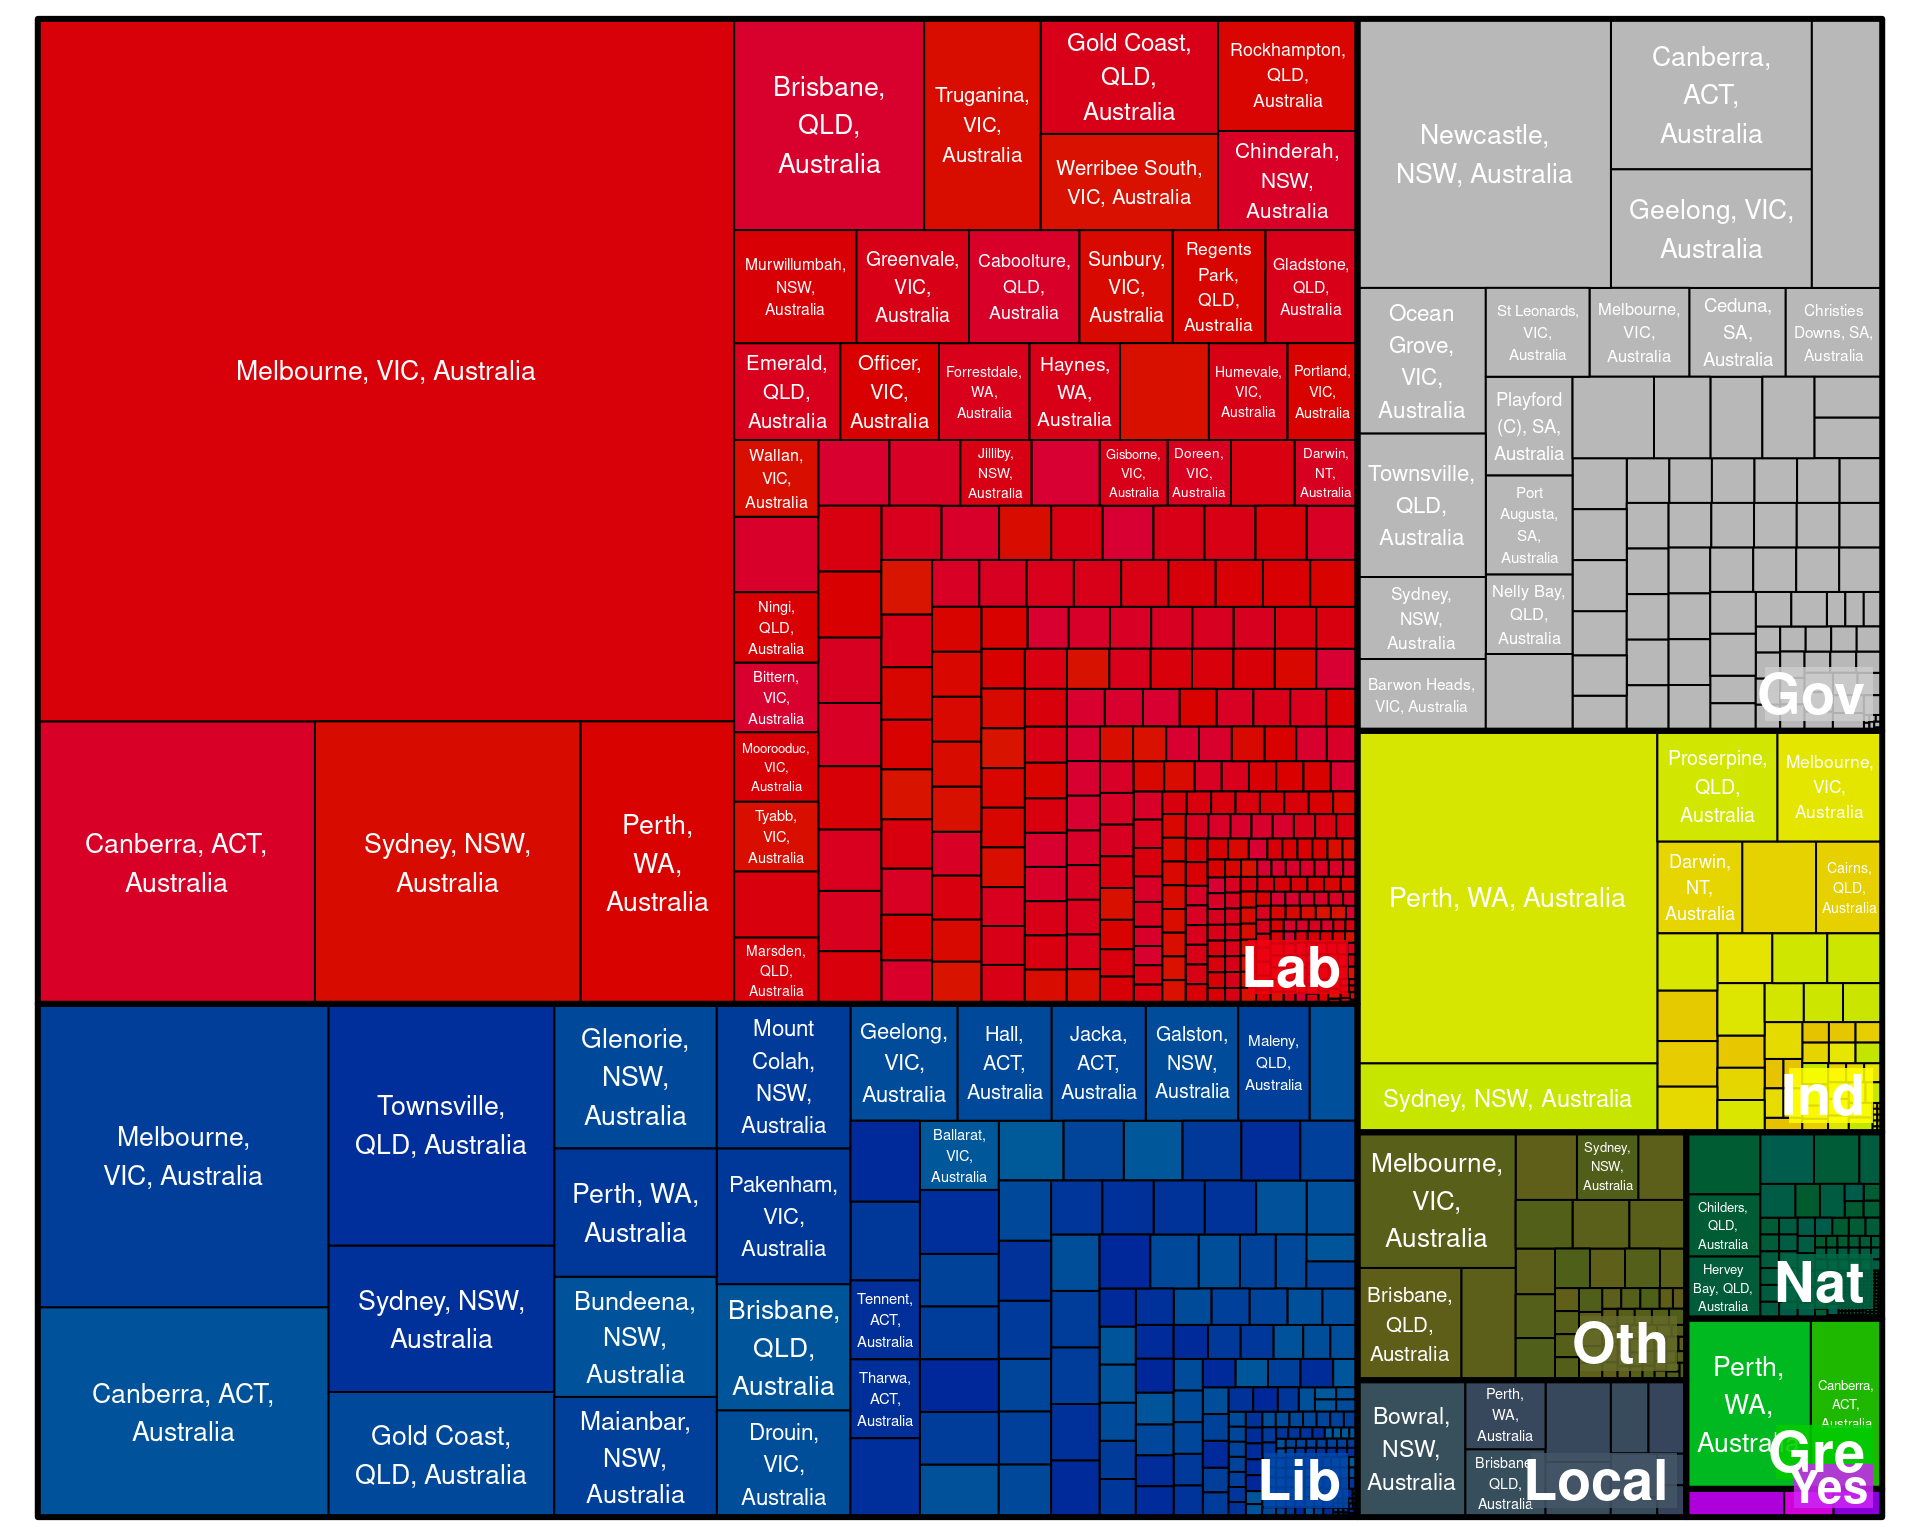 Melbourne, VIC, Australia
Canberra, ACT,
Australia
Sydney, NSW,
Australia
Perth,
WA,
Australia
Brisbane,
QLD,
Australia
Truganina,
VIC,
Australia
Gold Coast,
QLD,
Australia
Werribee South,
VIC, Australia
Rockhampton,
QLD,
Australia
Chinderah,
NSW,
Australia
Murwillumbah,
NSW,
Australia
Greenvale,
VIC,
Australia
Caboolture,
QLD,
Australia
Sunbury,
VIC,
Australia
Regents
Park,
QLD,
Australia
Gladstone,
QLD,
Australia
Emerald,
QLD,
Australia
Officer,
VIC,
Australia
Forrestdale,
WA,
Australia
Haynes,
WA,
Australia
Humevale,
VIC,
Australia
Portland,
VIC,
Australia
Wallan,
VIC,
Australia
Jilliby,
NSW,
Australia
Gisborne,
VIC,
Australia
Doreen,
VIC,
Australia
Darwin,
NT,
Australia
Ningi,
QLD,
Australia
Bittern,
VIC,
Australia
Moorooduc,
VIC,
Australia
Tyabb,
VIC,
Australia
Marsden,
QLD,
Australia
Lab
Melbourne,
VIC, Australia
Canberra, ACT,
Australia
Townsville,
QLD, Australia
Sydney, NSW,
Australia
Gold Coast,
QLD, Australia
Glenorie,
NSW,
Australia
Perth, WA,
Australia
Bundeena,
NSW,
Australia
Maianbar,
NSW,
Australia
Mount
Colah,
NSW,
Australia
Pakenham,
VIC,
Australia
Brisbane,
QLD,
Australia
Drouin,
VIC,
Australia
Geelong,
VIC,
Australia
Hall,
ACT,
Australia
Jacka,
ACT,
Australia
Galston,
NSW,
Australia
Maleny,
QLD,
Australia
Ballarat,
VIC,
Australia
Tennent,
ACT,
Australia
Tharwa,
ACT,
Australia
Lib
Newcastle,
NSW, Australia
Canberra,
ACT,
Australia
Geelong, VIC,
Australia
Ocean
Grove,
VIC,
Australia
Townsville,
QLD,
Australia
Sydney,
NSW,
Australia
Barwon Heads,
VIC, Australia
St Leonards,
VIC,
Australia
Melbourne,
VIC,
Australia
Ceduna,
SA,
Australia
Christies
Downs, SA,
Australia
Playford
(C), SA,
Australia
Port
Augusta,
SA,
Australia
Nelly Bay,
QLD,
Australia
Gov
Perth, WA, Australia
Sydney, NSW, Australia
Proserpine,
QLD,
Australia
Melbourne,
VIC,
Australia
Darwin,
NT,
Australia
Cairns,
QLD,
Australia
Ind
Melbourne,
VIC,
Australia
Brisbane,
QLD,
Australia
Sydney,
NSW,
Australia
Oth
Childers,
QLD,
Australia
Hervey
Bay, QLD,
Australia
Nat
Bowral,
NSW,
Australia
Perth,
WA,
Australia
Brisbane,
QLD,
Australia
Local
Perth,
WA,
Australia
Canberra,
ACT,
Australia
Gre
Yes